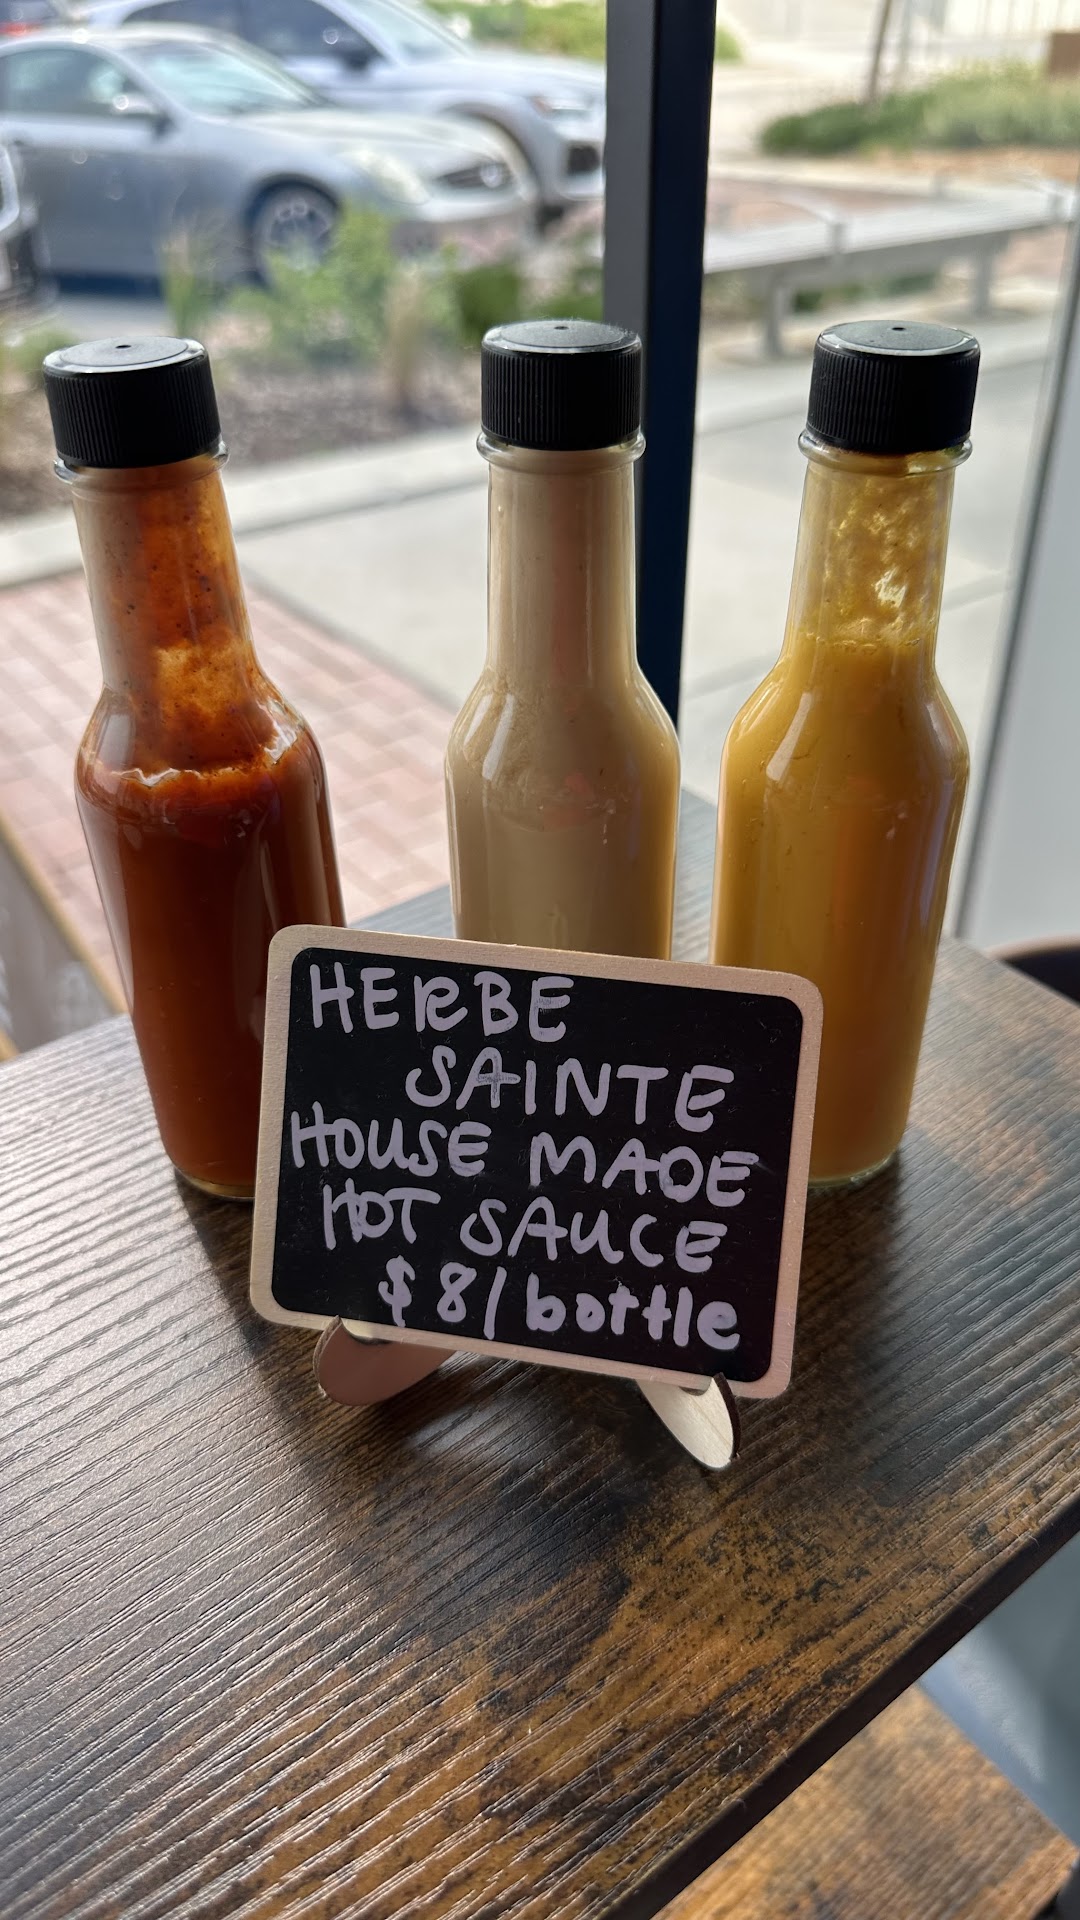 HERBE
SAINTE
HOUSE MADE
HOT SAUCE
$8/bottle